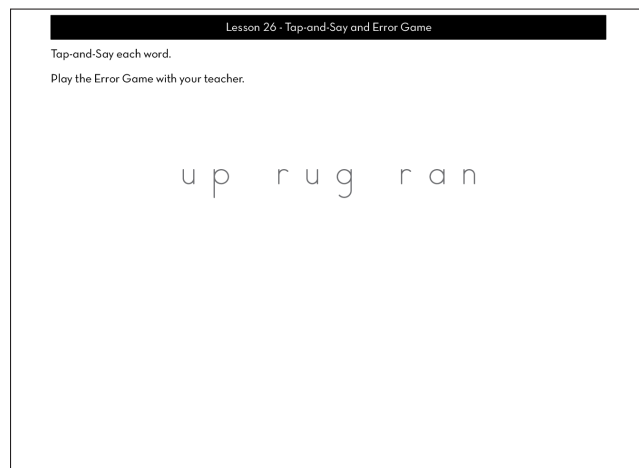 Lesson 26 - Tap-and-Say and Error Game
Tap-and-Say each word.
Play the Error Game with your teacher.
up rug ran